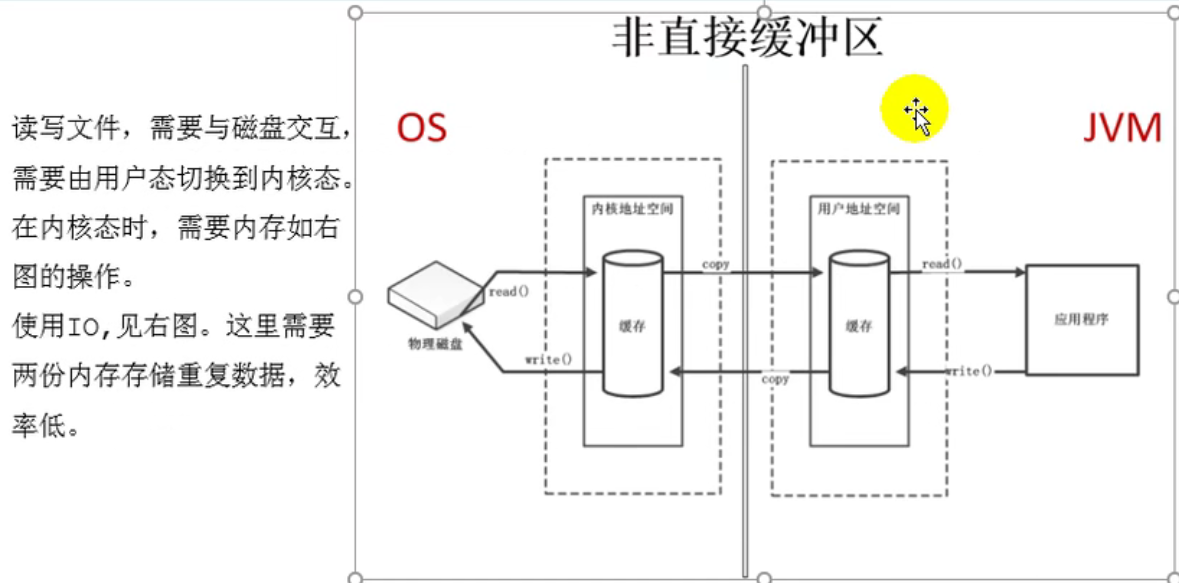 非直接缓冲区
读写文件，需要与磁盘交互，
需要由用户态切换到内核态。
在内核态时，需要内存如右
图的操作。
使用IO,见右图。这里需要
两份内存存储重复数据，效
率低。
OS
JVM
内核地址空间
用户地址空间
copy
read()
read()
缓存
缓存
应用程序
物理磁盘
write()
copy
write()